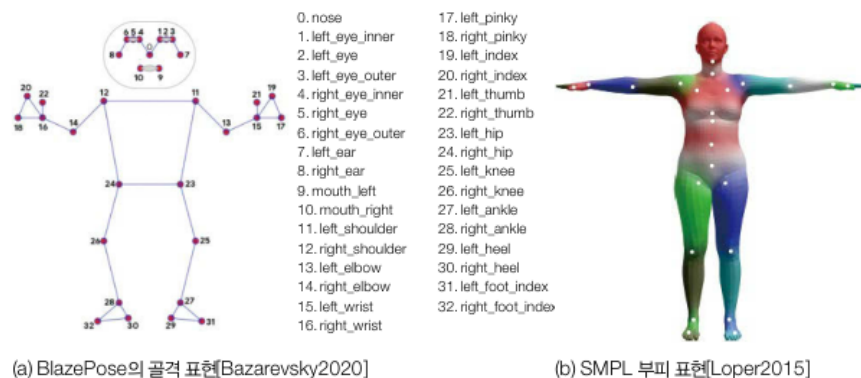 6 5 4 1 2 3
0
8 7
10 9
20 22 12 11 21 19
18 16 14 13 15 17
24 23
26 25
28 27
32 30 29 31
0. nose
1. left_eye_inner
2. left_eye
3. left_eye_outer
4. right_eye_inner
5. right_eye
6. right_eye_outer
7. left_ear
8. right_ear
9. mouth_left
10. mouth_right
11. left_shoulder
12. right_shoulder
13. left_elbow
14. right_elbow
15. left_wrist
16. right_wrist
17. left_pinky
18. right_pinky
19. left_index
20. right_index
21. left_thumb
22. right_thumb
23. left_hip
24. right_hip
25. left_knee
26. right_knee
27. left_ankle
28. right_ankle
29. left_heel
30. right_heel
31. left_foot_index
32. right_foot_index
(a) BlazePose의 골격 표현[Bazarevsky2020]
(b) SMPL 부피 표현[Loper2015]